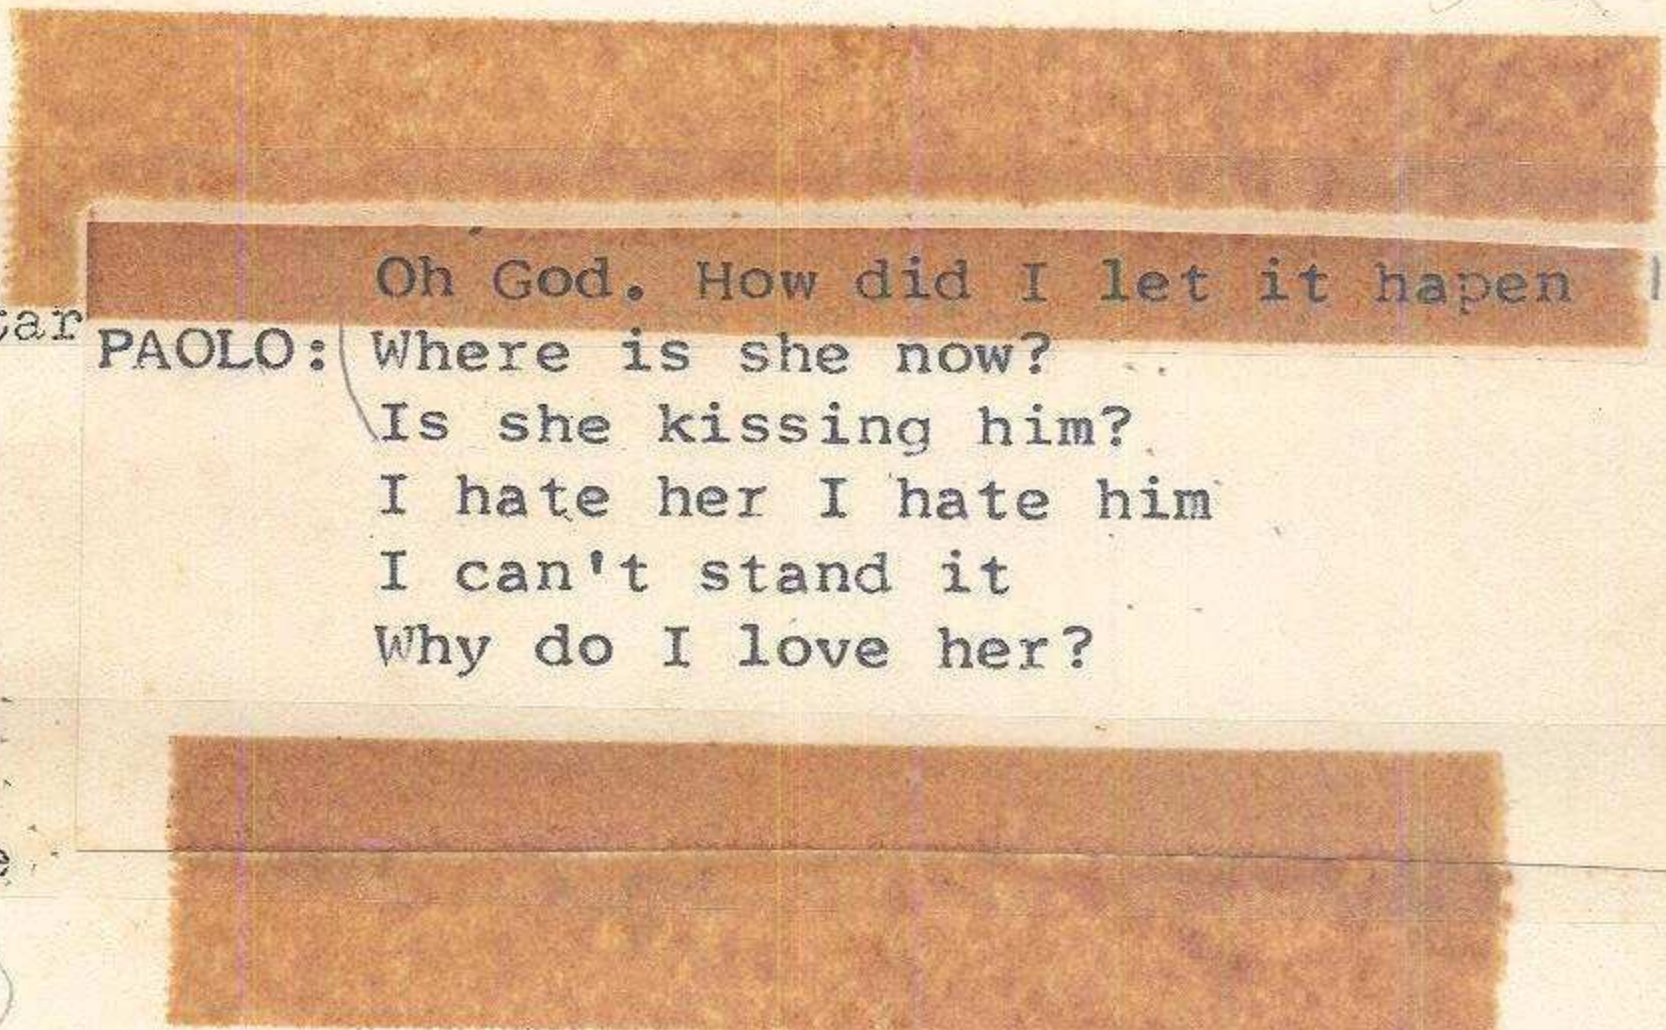 Oh God. How did I let it hapen
tar
PAOLO: Where is she now?
Is she kissing him?
I hate her I hate him
I can't stand it
Why do I love her?
e